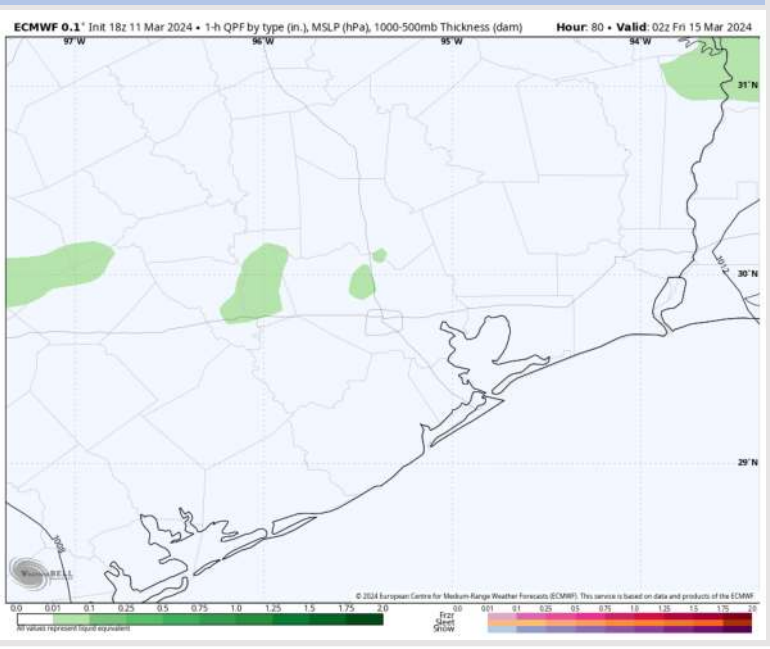 ECMWF 0.1° Init 18z 11 Mar 2024 • 1-h QPF by type (in.), MSLP (hPa), 1000-500mb Thickness (dam) Hour: 80 • Valid: 02z Fri 15 Mar 2024
97°W 96°W 95°W 94°W
31°N
1012
30°N
29°N
1008
WEATHERBELL
© 2024 European Centre for Medium-Range Weather Forecasts (ECMWF). This service is based on data and products of the ECMWF
0.0 0.01 0.1 0.25 0.5 0.75 1.0 1.25 1.5 1.75 2.0 0.0 0.01 0.1 0.25 0.5 0.75 1.0 1.25 1.5 1.75 2.0
Frzr
Sleet
Snow
All values represent liquid equivalent